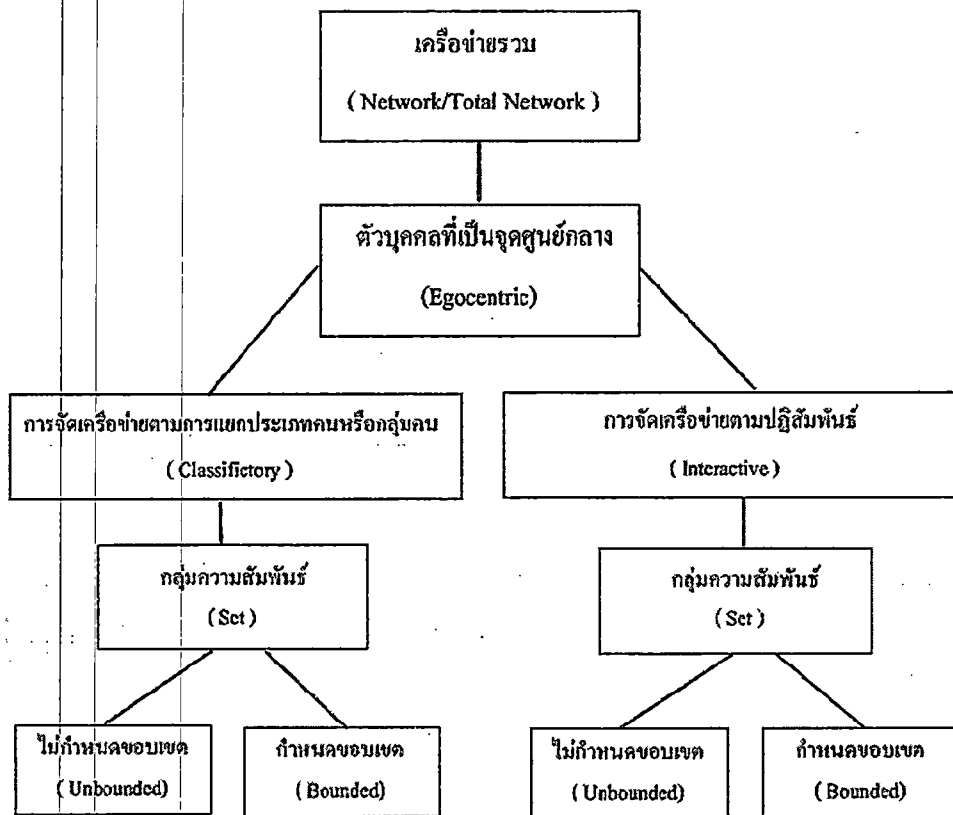 เครือข่ายรวม
( Network/Total Network )
ตัวบุคคลที่เป็นจุดศูนย์กลาง
(Egocentric)
การจัดเครือข่ายตามการแยกประเภทคนหรือกลุ่มคน
( Classifictory )
การจัดเครือข่ายตามปฏิสัมพันธ์
( Interactive )
กลุ่มความสัมพันธ์
( Set )
กลุ่มความสัมพันธ์
( Set )
ไม่กำหนดขอบเขต
( Unbounded)
กำหนดขอบเขต
( Bounded)
ไม่กำหนดขอบเขต
( Unbounded)
กำหนดขอบเขต
( Bounded)